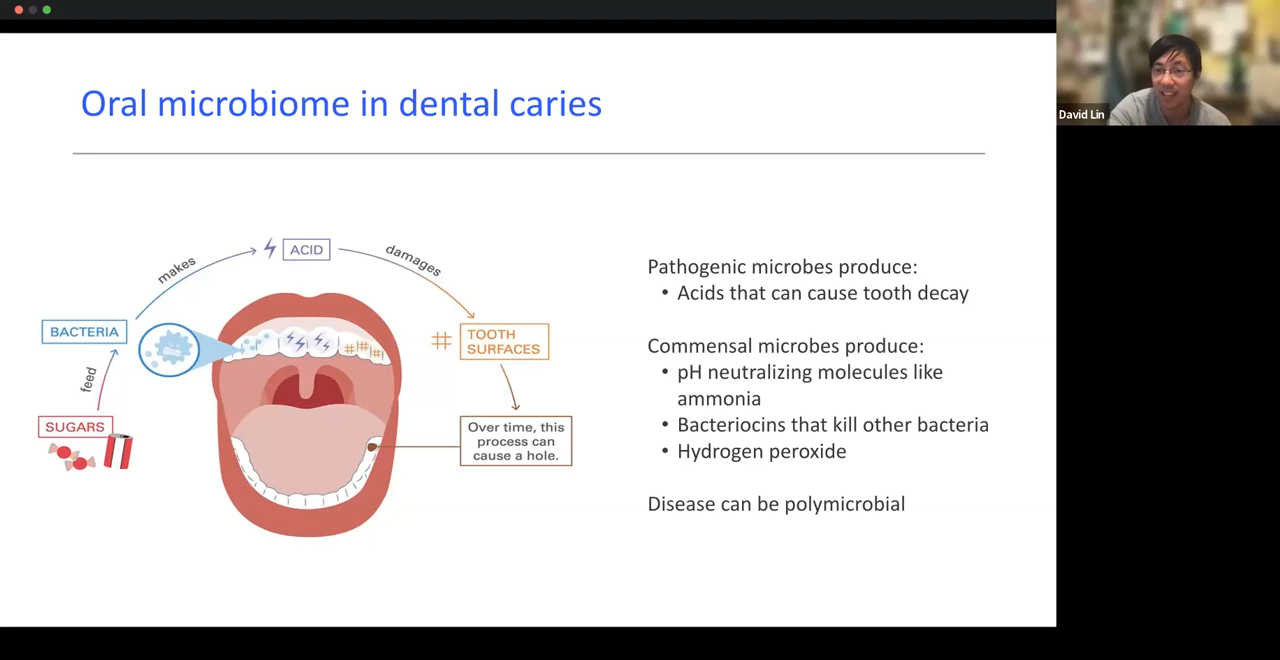 Oral microbiome in dental caries
David Lin
ACID
makes
damages
BACTERIA
TOOTH
SURFACES
feed
SUGARS
Over time, this
process can
cause a hole.
Pathogenic microbes produce:
• Acids that can cause tooth decay
Commensal microbes produce:
• pH neutralizing molecules like
ammonia
• Bacteriocins that kill other bacteria
• Hydrogen peroxide
Disease can be polymicrobial